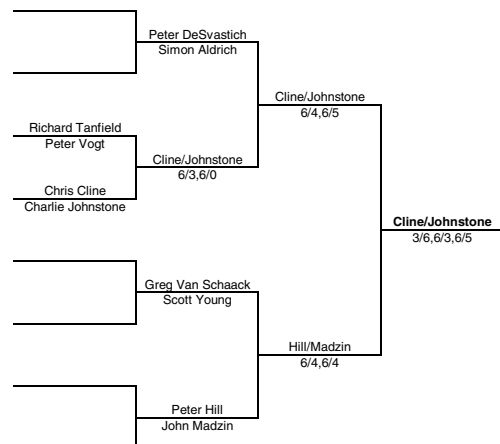 Peter DeSvastich
Simon Aldrich
Cline/Johnstone
6/4,6/5
Richard Tanfield
Peter Vogt
Cline/Johnstone
6/3,6/0
Chris Cline
Charlie Johnstone
Cline/Johnstone
3/6,6/3,6/5
Greg Van Schaack
Scott Young
Hill/Madzin
6/4,6/4
Peter Hill
John Madzin